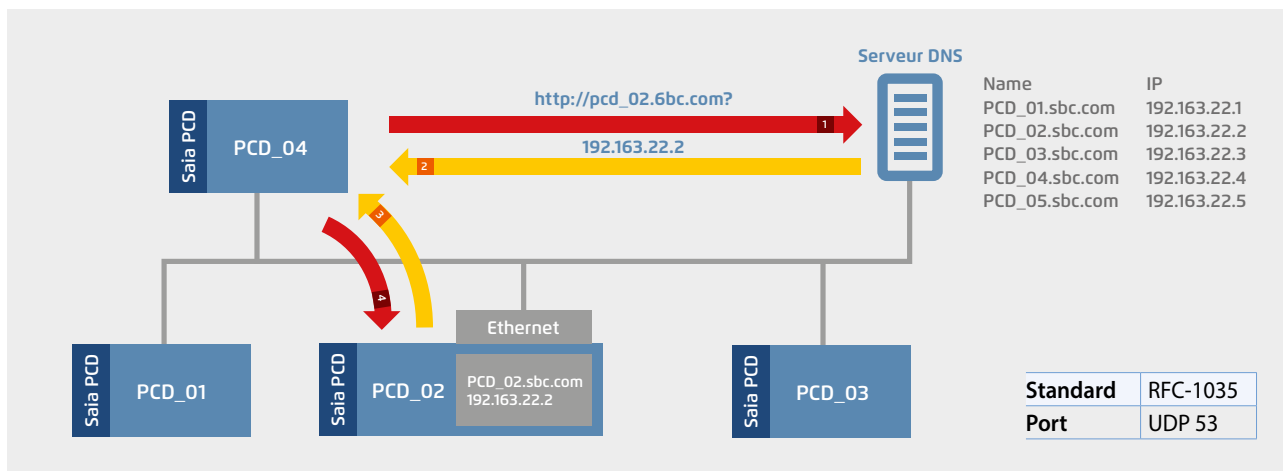 Serveur DNS
http://pcd_02.6bc.com?
1
192.163.22.2
2
Name IP
PCD_01.sbc.com 192.163.22.1
PCD_02.sbc.com 192.163.22.2
PCD_03.sbc.com 192.163.22.3
PCD_04.sbc.com 192.163.22.4
PCD_05.sbc.com 192.163.22.5
Saia PCD
PCD_04
3
4
Ethernet
Saia PCD
PCD_01
Saia PCD
PCD_02
PCD_02.sbc.com
192.163.22.2
Saia PCD
PCD_03
Standard RFC-1035
Port UDP 53